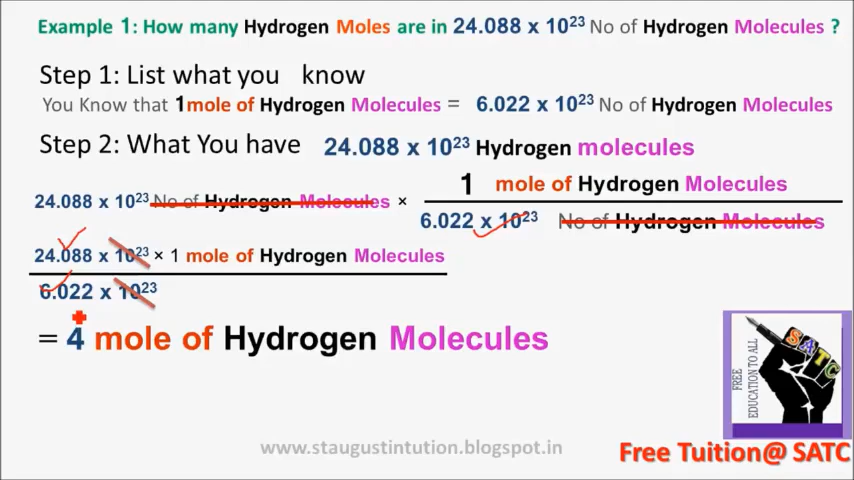 Example 1: How many Hydrogen Moles are in 24.088 x 10²³ No of Hydrogen Molecules ?
Step 1: List what you know
You Know that 1mole of Hydrogen Molecules = 6.022 x 10²³ No of Hydrogen Molecules
Step 2: What You have 24.088 x 10²³ Hydrogen molecules
1 mole of Hydrogen Molecules
24.088 x 10²³ No of Hydrogen Molecules ×
6.022 x 10²³ No of Hydrogen Molecules
24.088 x 10²³ × 1 mole of Hydrogen Molecules
6.022 x 10²³
= 4 mole of Hydrogen Molecules
FREE
EDUCATION TO ALL
SATC
www.staugustintution.blogspot.in
Free Tuition@ SATC